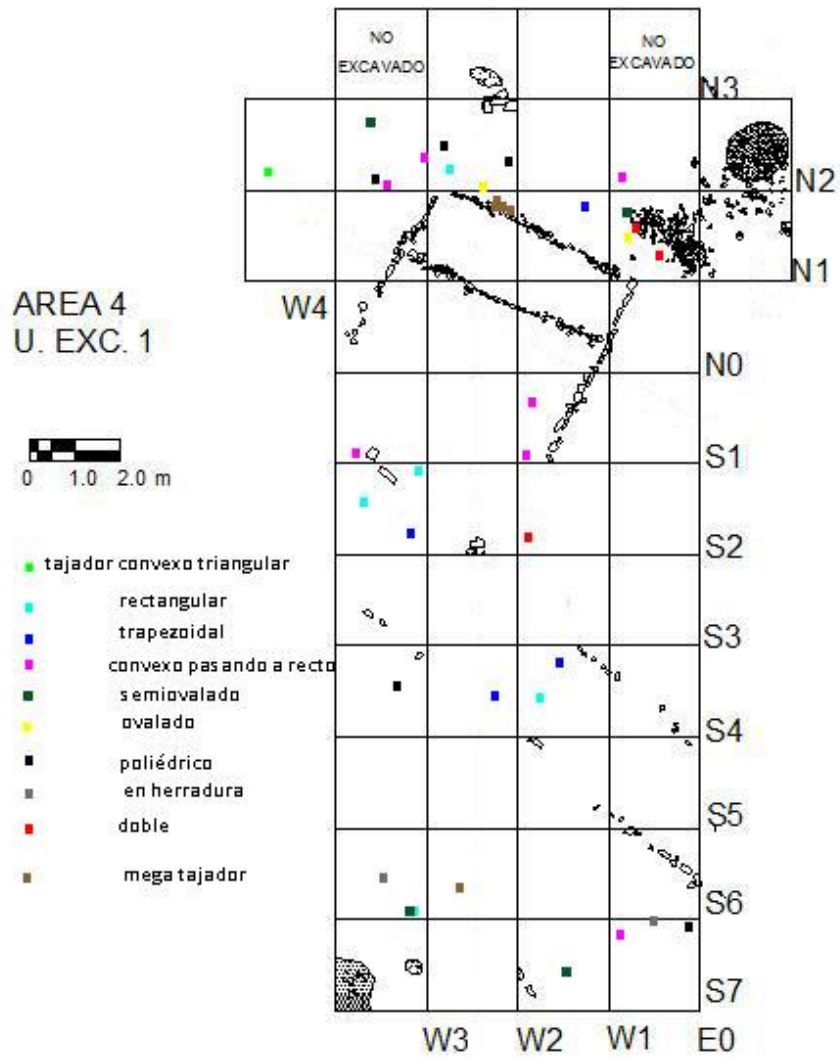 NO
EXCAVADO
NO
EXCAVADO
N3
N2
N1
AREA 4
U. EXC. 1
W4
N0
0 1.0 2.0 m
S1
S2
tajador convexo triangular
rectangular
trapezoidal
convexo pasando a recto
semiovalado
ovalado
poliédrico
en herradura
doble
mega tajador
S3
S4
S5
S6
S7
W3 W2 W1 E0